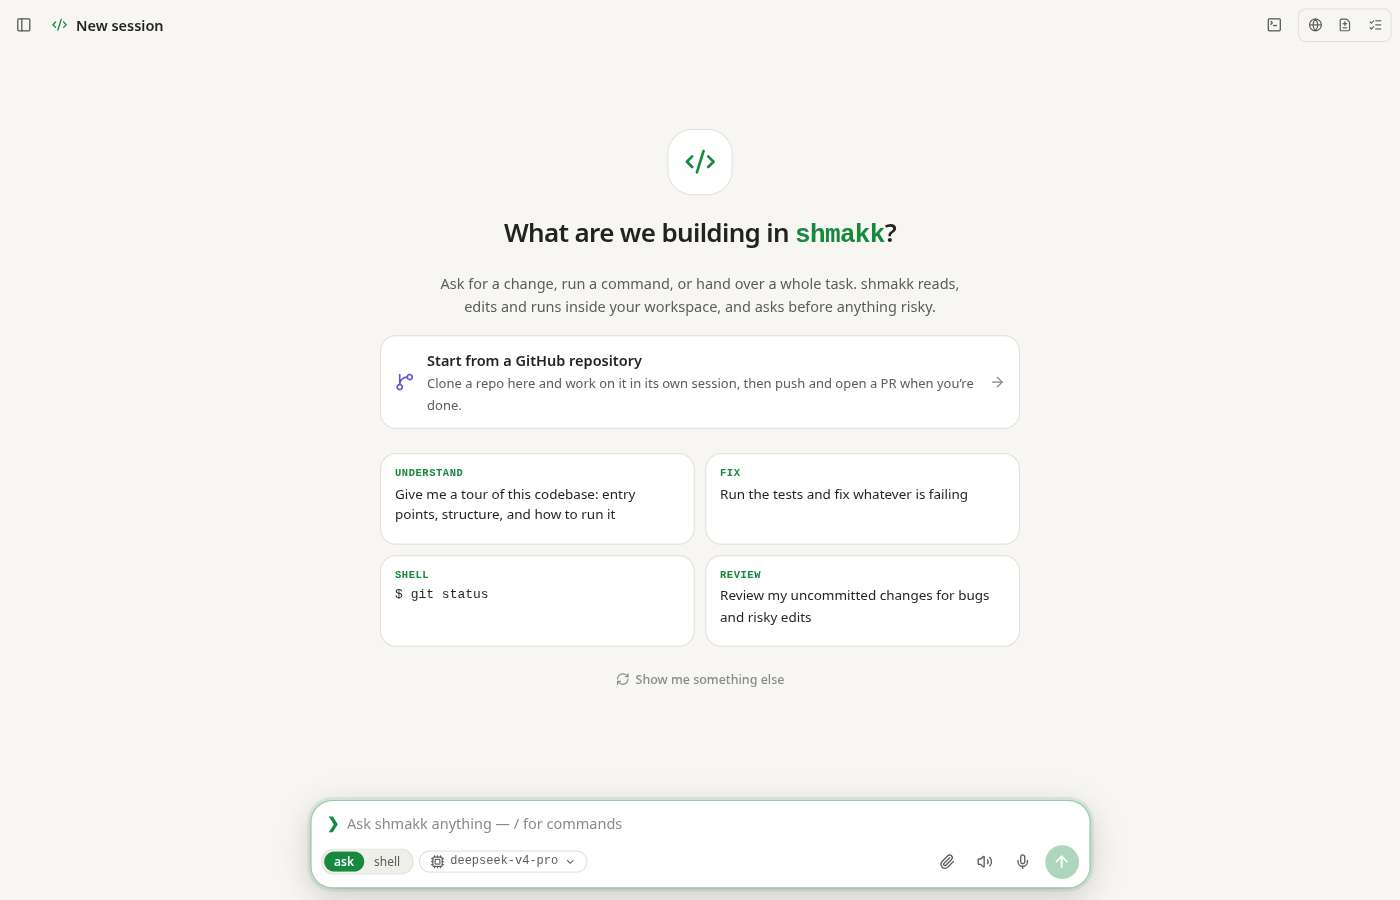 New session
What are we building in shmakk?
Ask for a change, run a command, or hand over a whole task. shmakk reads,
edits and runs inside your workspace, and asks before anything risky.
Start from a GitHub repository
Clone a repo here and work on it in its own session, then push and open a PR when you’re
done.
UNDERSTAND
Give me a tour of this codebase: entry
points, structure, and how to run it
FIX
Run the tests and fix whatever is failing
SHELL
$ git status
REVIEW
Review my uncommitted changes for bugs
and risky edits
Show me something else
❯ Ask shmakk anything — / for commands
ask shell deepseek-v4-pro